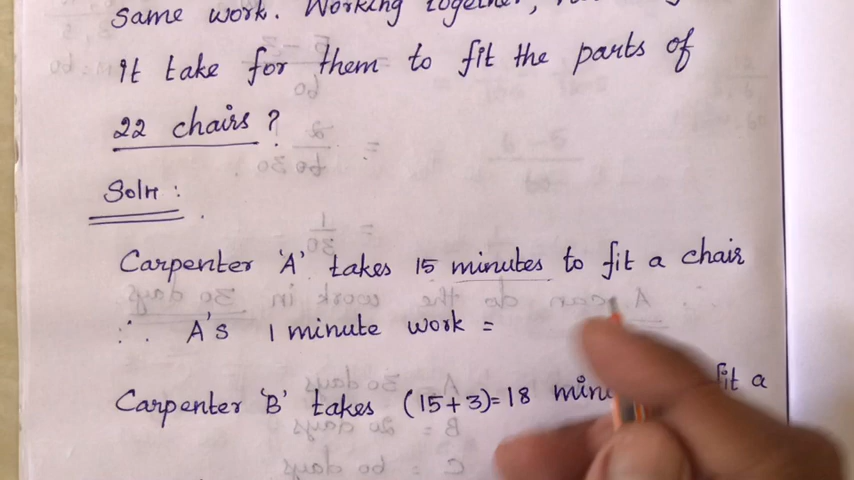 same work. Working together,
it take for them to fit the parts of
22 chairs ?
Soln :
Carpenter 'A' takes 15 minutes to fit a chair
∴ A's 1 minute work =
Carpenter 'B' takes (15+3)=18 fit a